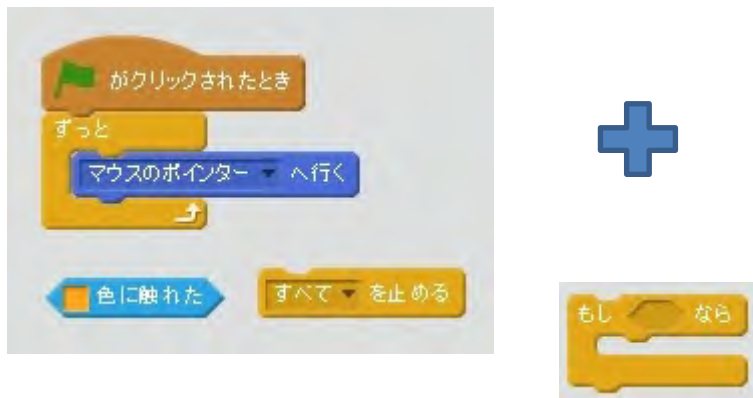 がクリックされたとき
ずっと
マウスのポインター へ行く
色に触れた
すべて を止める
もし なら